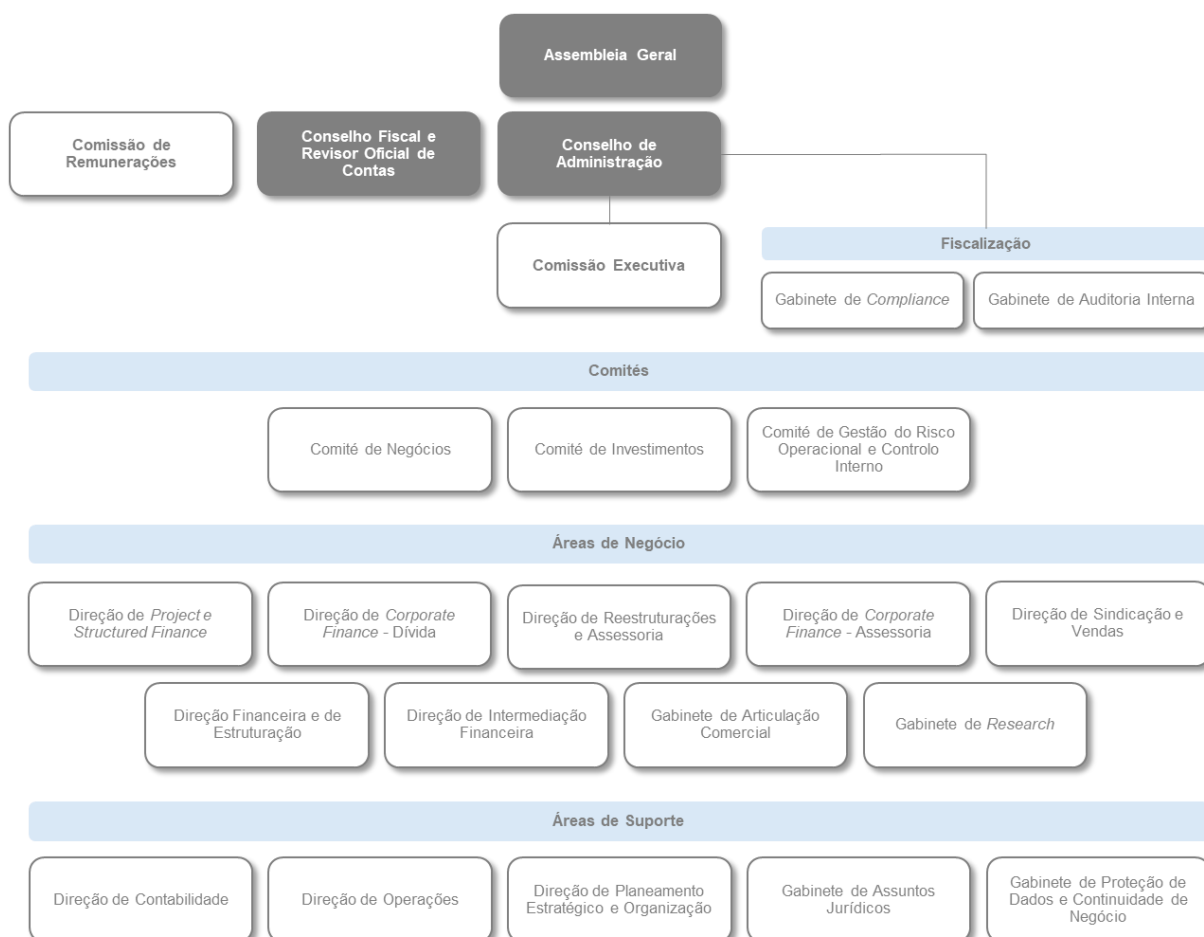 Assembleia Geral
Comissão de
Remunerações
Conselho Fiscal e
Revisor Oficial de
Contas
Conselho de
Administração
Comissão Executiva
Fiscalização
Gabinete de Compliance
Gabinete de Auditoria Interna
Comités
Comité de Negócios
Comité de Investimentos
Comité de Gestão do Risco
Operacional e Controlo
Interno
Áreas de Negócio
Direção de Project e
Structured Finance
Direção de Corporate
Finance - Dívida
Direção de Reestruturações
e Assessoria
Direção de Corporate
Finance - Assessoria
Direção de Sindicação e
Vendas
Direção Financeira e de
Estruturação
Direção de Intermediação
Financeira
Gabinete de Articulação
Comercial
Gabinete de Research
Áreas de Suporte
Direção de Contabilidade
Direção de Operações
Direção de Planeamento
Estratégico e Organização
Gabinete de Assuntos
Jurídicos
Gabinete de Proteção de
Dados e Continuidade de
Negócio